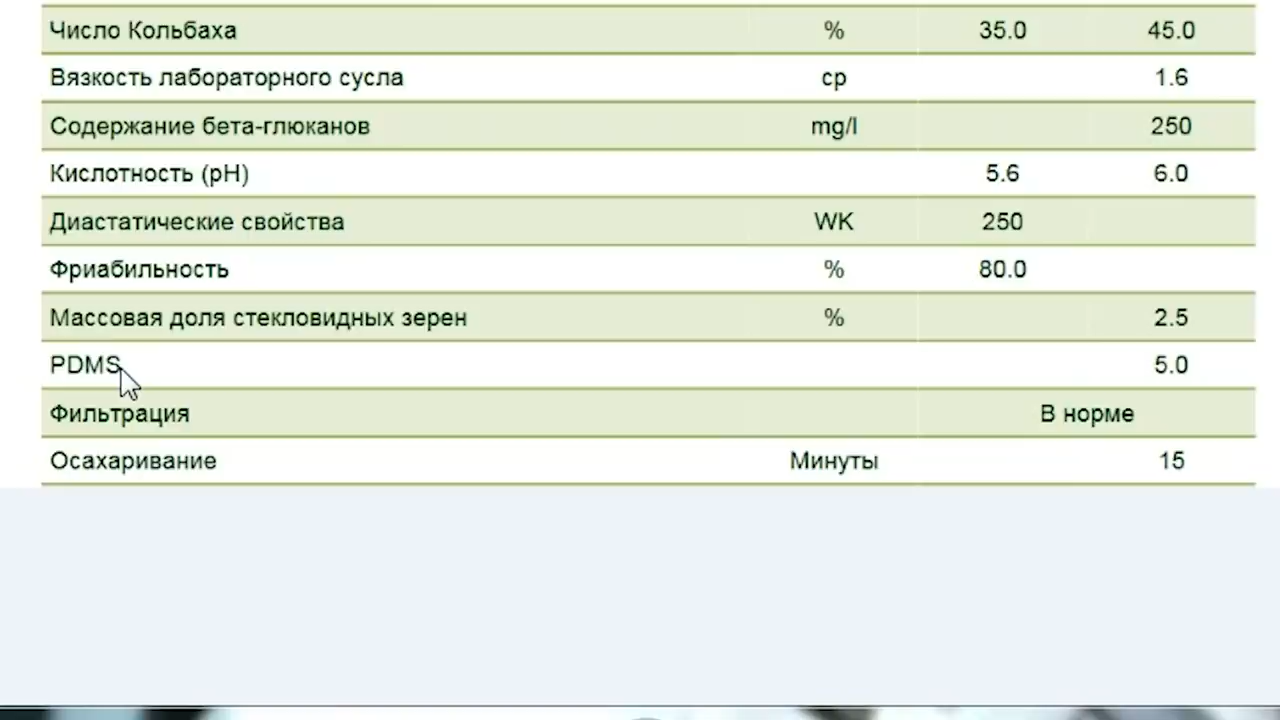 Число Кольбаха % 35.0 45.0
Вязкость лабораторного сусла cp 1.6
Содержание бета-глюканов mg/l 250
Кислотность (pH) 5.6 6.0
Диастатические свойства WK 250
Фриабильность % 80.0
Массовая доля стекловидных зерен % 2.5
PDMS 5.0
Фильтрация В норме
Осахаривание Минуты 15